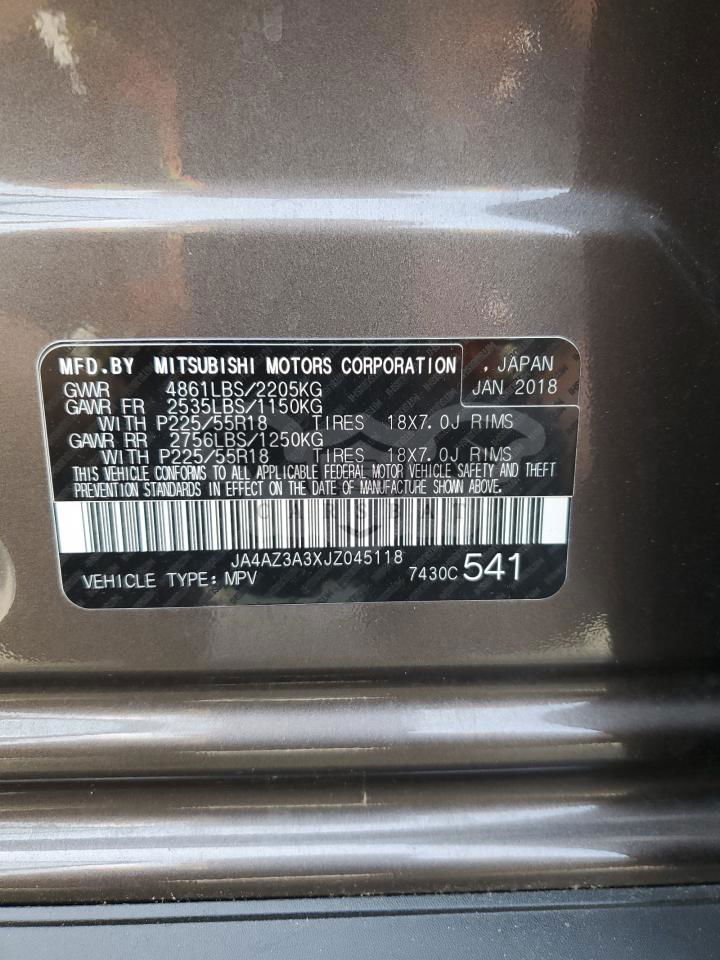 MFD.BY MITSUBISHI MOTORS CORPORATION , JAPAN
GVWR 4861LBS/2205KG JAN 2018
GAWR FR 2535LBS/1150KG
WITH P225/55R18 TIRES 18X7.0J RIMS
GAWR RR 2756LBS/1250KG
WITH P225/55R18 TIRES 18X7.0J RIMS
THIS VEHICLE CONFORMS TO ALL APPLICABLE FEDERAL MOTOR VEHICLE SAFETY AND THEFT
PREVENTION STANDARDS IN EFFECT ON THE DATE OF MANUFACTURE SHOWN ABOVE.
JA4AZ3A3XJZ045118
VEHICLE TYPE: MPV 7430C 541